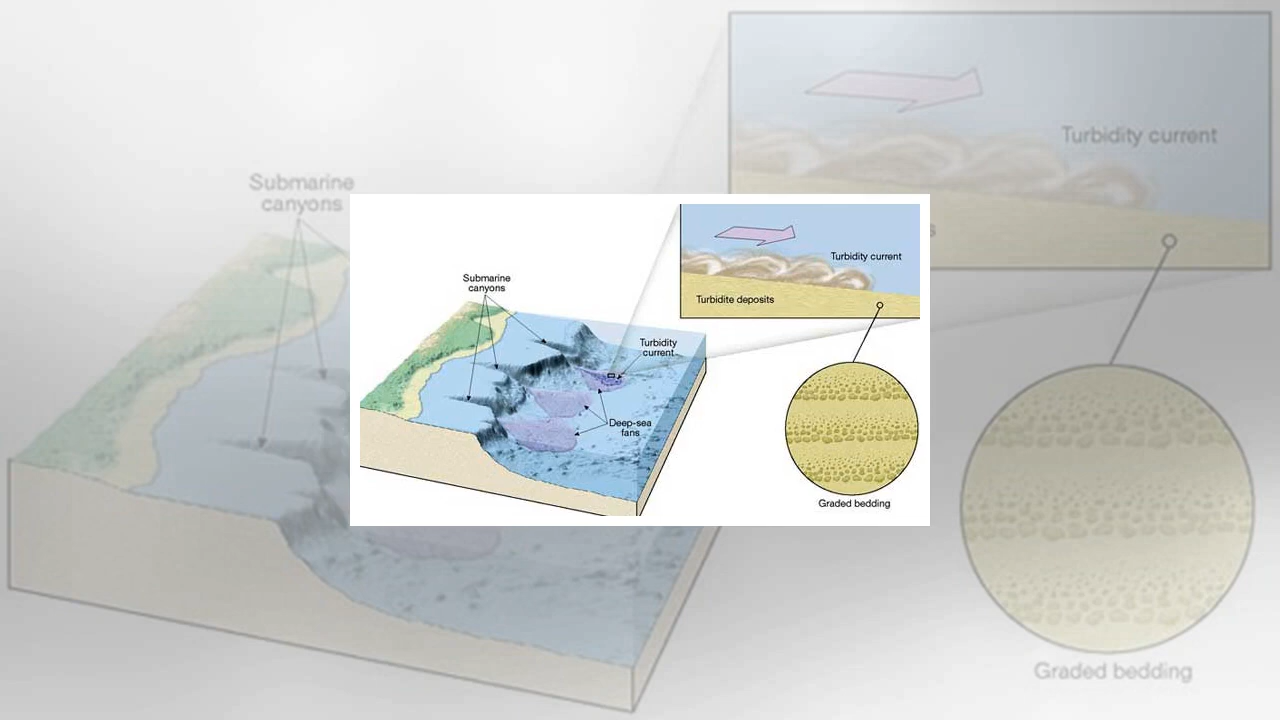 Submarine
canyons
Turbidity current
s
Submarine
canyons
Turbidity current
Turbidite deposits
Turbidity
current
Deep-sea
fans
Graded bedding
Graded bedding